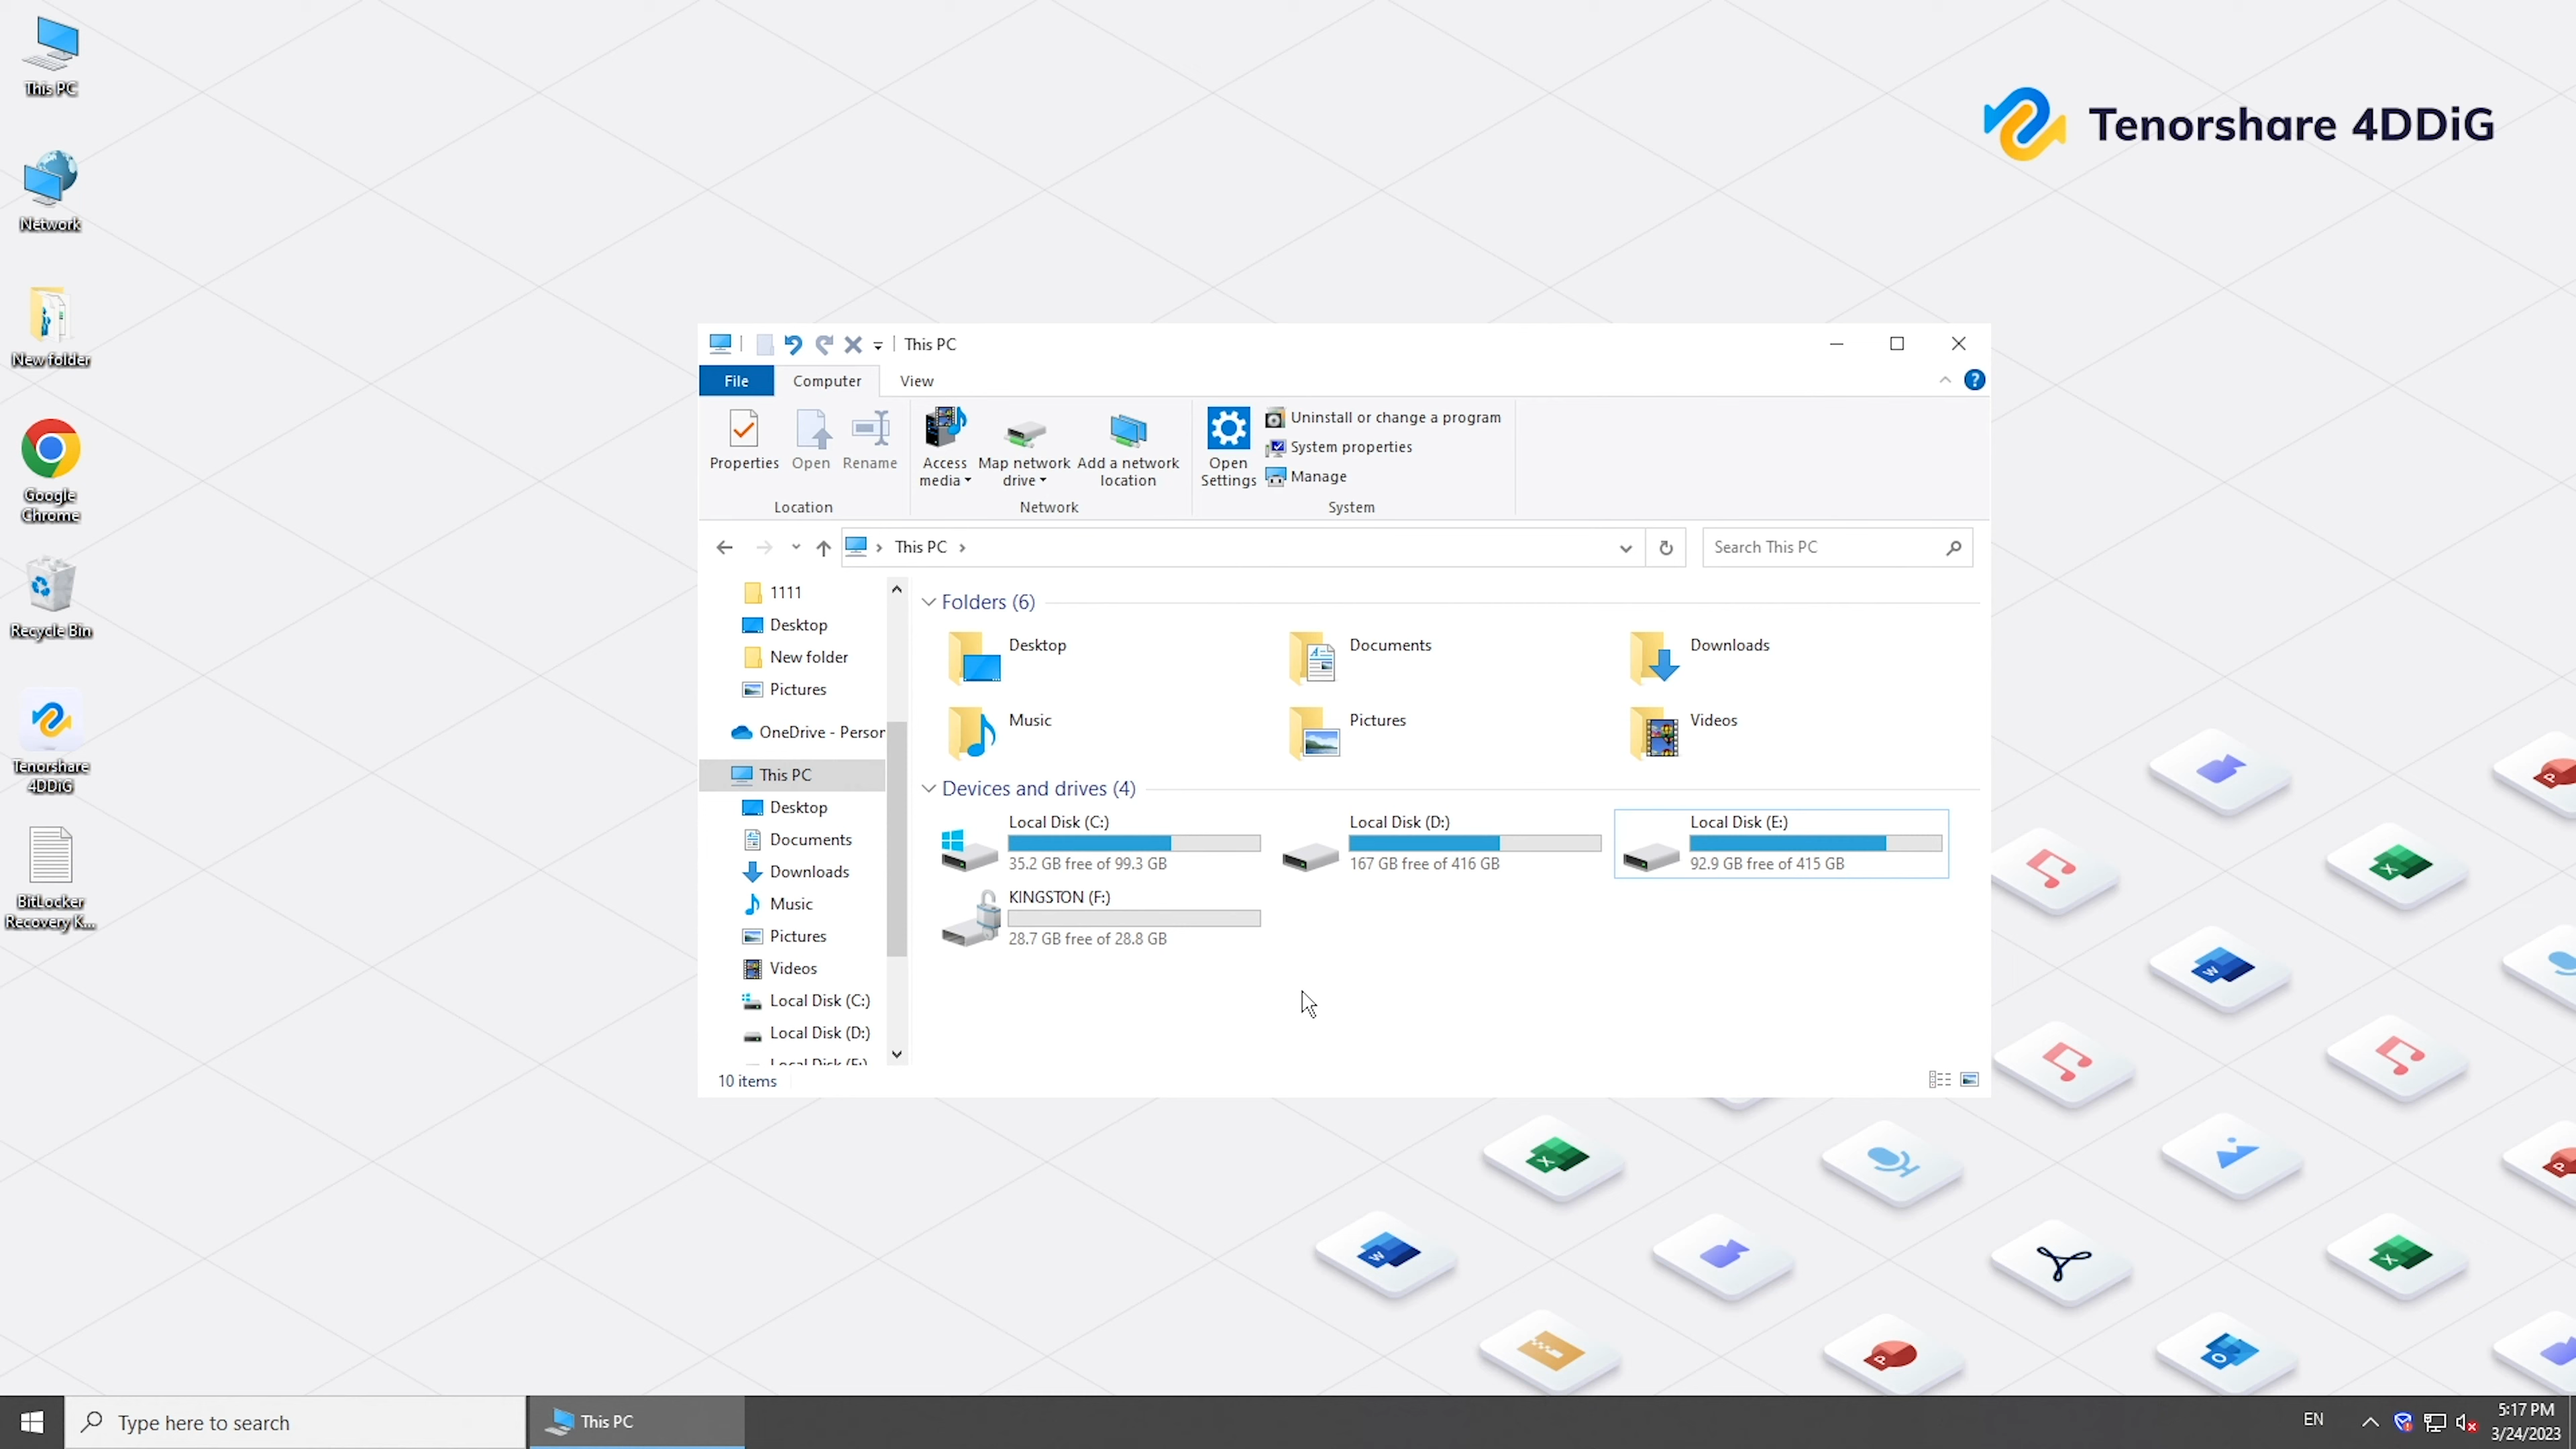 This PC
Network
New folder
Google
Chrome
Recycle Bin
Tenorshare
4DDiG
BitLocker
Recovery K...
Tenorshare 4DDiG
This PC
File
Computer
View
Properties
Open
Rename
Location
Access
media
Map network
drive
Add a network
location
Network
Open
Settings
Uninstall or change a program
System properties
Manage
System
This PC
Search This PC
1111
Desktop
New folder
Pictures
OneDrive - Person
This PC
Desktop
Documents
Downloads
Music
Pictures
Videos
Local Disk (C:)
Local Disk (D:)
Local Disk (E:)
Folders (6)
Desktop
Documents
Downloads
Music
Pictures
Videos
Devices and drives (4)
Local Disk (C:)
35.2 GB free of 99.3 GB
Local Disk (D:)
167 GB free of 416 GB
Local Disk (E:)
92.9 GB free of 415 GB
KINGSTON (F:)
28.7 GB free of 28.8 GB
10 items
Type here to search
This PC
EN
5:17 PM
3/24/2023